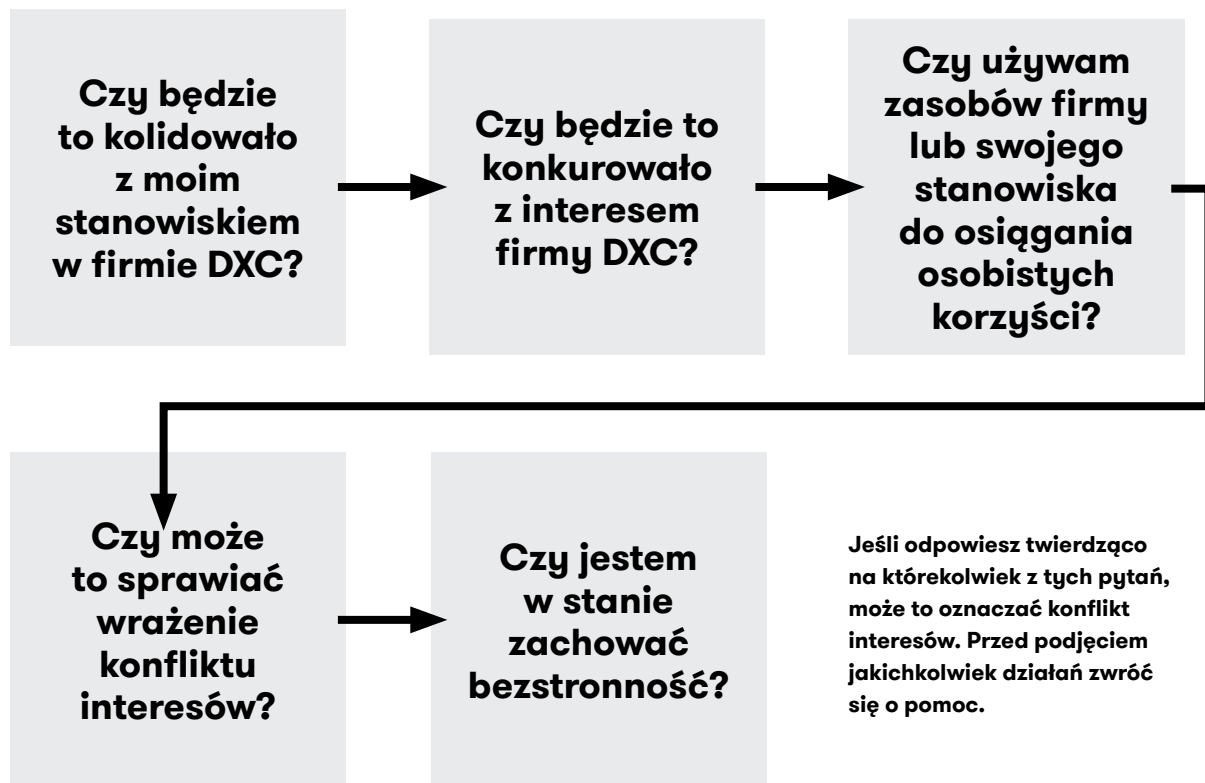 Czy będzie
to kolidowało
z moim
stanowiskiem
w firmie DXC?
Czy będzie to
konkurowało
z interesem
firmy DXC?
Czy używam
zasobów firmy
lub swojego
stanowiska
do osiągania
osobistych
korzyści?
Czy może
to sprawiać
wrażenie
konfliktu
interesów?
Czy jestem
w stanie
zachować
bezstronność?
Jeśli odpowiesz twierdząco
na którekolwiek z tych pytań,
może to oznaczać konflikt
interesów. Przed podjęciem
jakichkolwiek działań zwróć
się o pomoc.